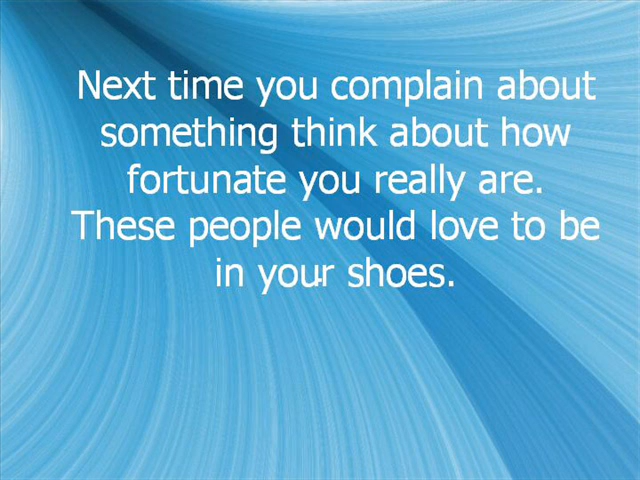 Next time you complain about
something think about how
fortunate you really are.
These people would love to be
in your shoes.